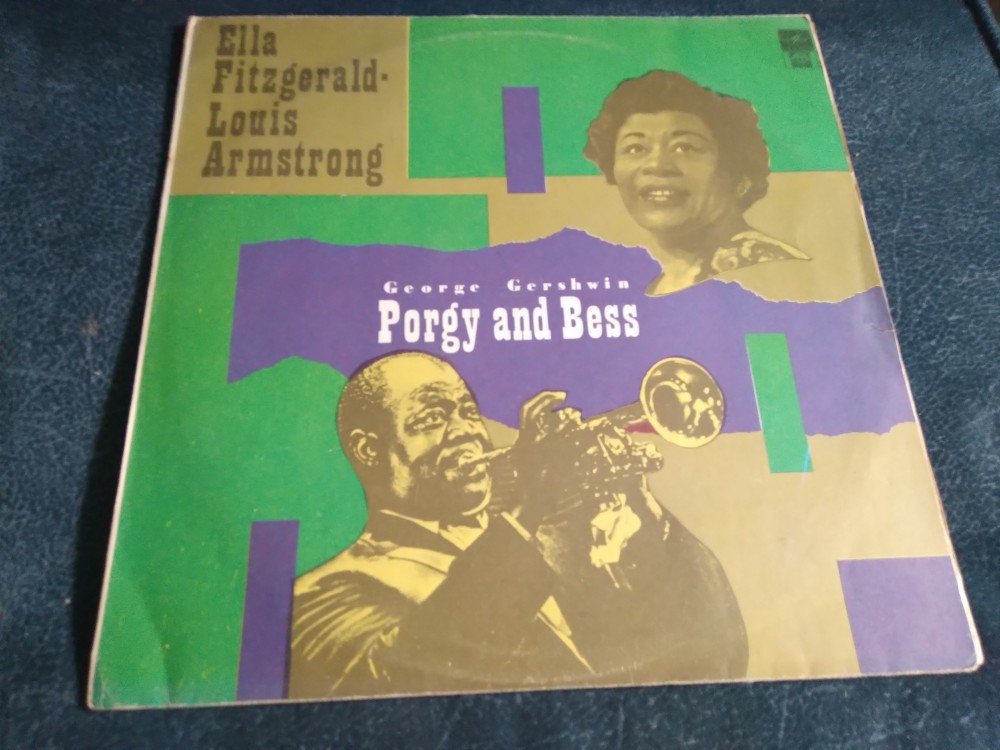 Ella
Fitzgerald-
Louis
Armstrong
George Gershwin
Porgy and Bess